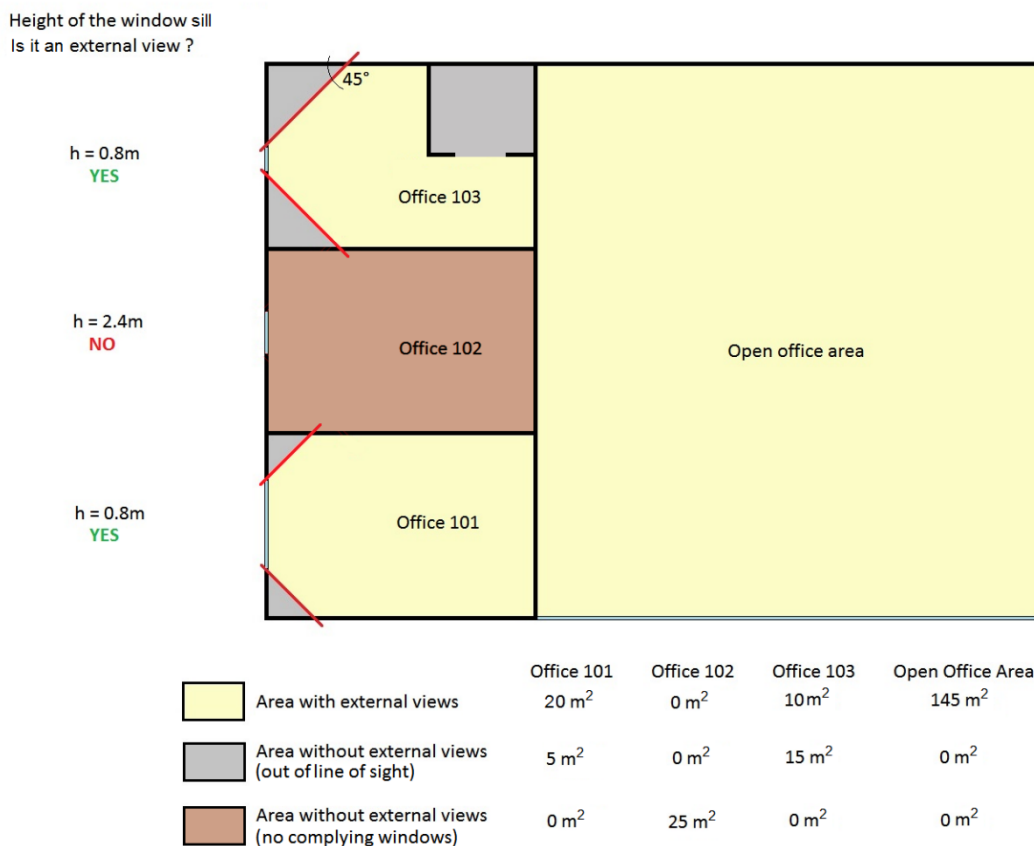 Height of the window sill
Is it an external view ?
45°
h = 0.8m
YES
Office 103
h = 2.4m
NO
Office 102
Open office area
h = 0.8m
YES
Office 101
Office 101 Office 102 Office 103 Open Office Area
Area with external views 20 m² 0 m² 10 m² 145 m²
Area without external views
(out of line of sight) 5 m² 0 m² 15 m² 0 m²
Area without external views
(no complying windows) 0 m² 25 m² 0 m² 0 m²